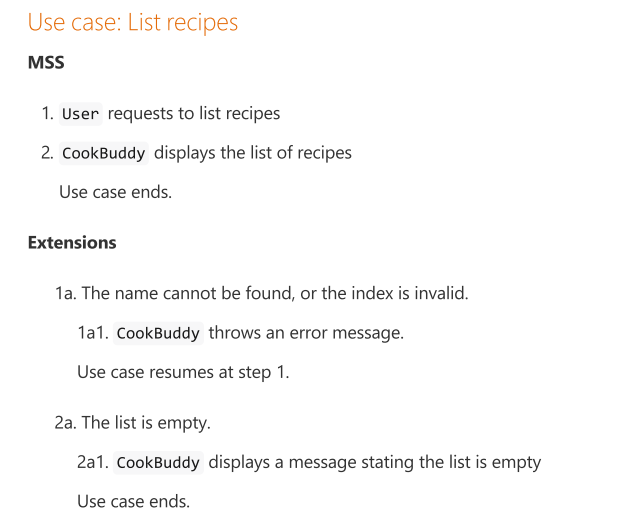 Use case: List recipes
MSS
1. User requests to list recipes
2. CookBuddy displays the list of recipes
Use case ends.
Extensions
1a. The name cannot be found, or the index is invalid.
1a1. CookBuddy throws an error message.
Use case resumes at step 1.
2a. The list is empty.
2a1. CookBuddy displays a message stating the list is empty
Use case ends.